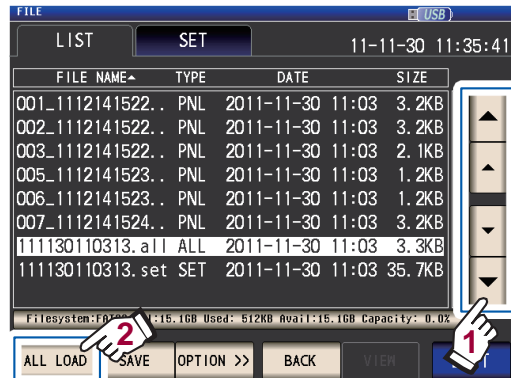 FILE
USB
LIST SET 11-11-30 11:35:41
FILE NAME TYPE DATE SIZE
001_1112141522.. PNL 2011-11-30 11:03 3.2KB
002_1112141522.. PNL 2011-11-30 11:03 3.2KB
003_1112141522.. PNL 2011-11-30 11:03 2.1KB
005_1112141523.. PNL 2011-11-30 11:03 1.2KB
006_1112141523.. PNL 2011-11-30 11:03 1.2KB
007_1112141524.. PNL 2011-11-30 11:03 3.2KB
111130110313.all ALL 2011-11-30 11:03 3.3KB
111130110313.set SET 2011-11-30 11:03 35.7KB
:15.1GB Used: 512KB Avail:15.1GB Capacity: 0.0%
2
1
ALL LOAD SAVE OPTION >> BACK VIEW